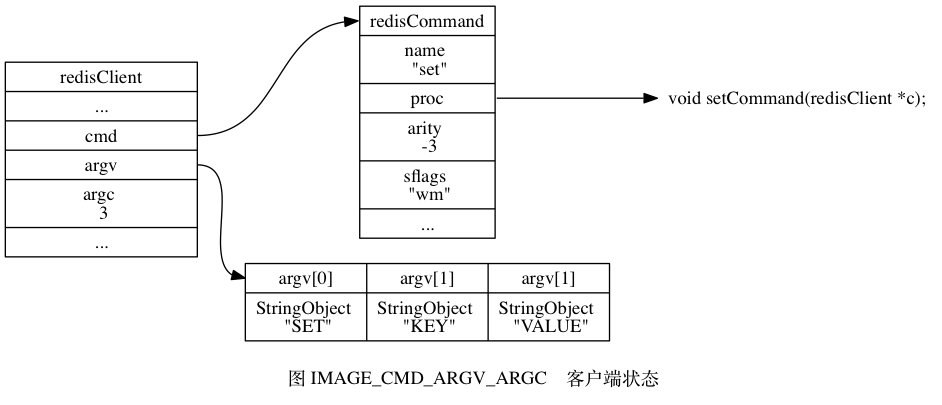 redisClient
...
cmd
argv
argc
3
...
redisCommand
name
"set"
proc
arity
-3
sflags
"wm"
...
void setCommand(redisClient *c);
argv[0]
argv[1]
argv[1]
StringObject
"SET"
StringObject
"KEY"
StringObject
"VALUE"
图 IMAGE_CMD_ARGV_ARGC 客户端状态